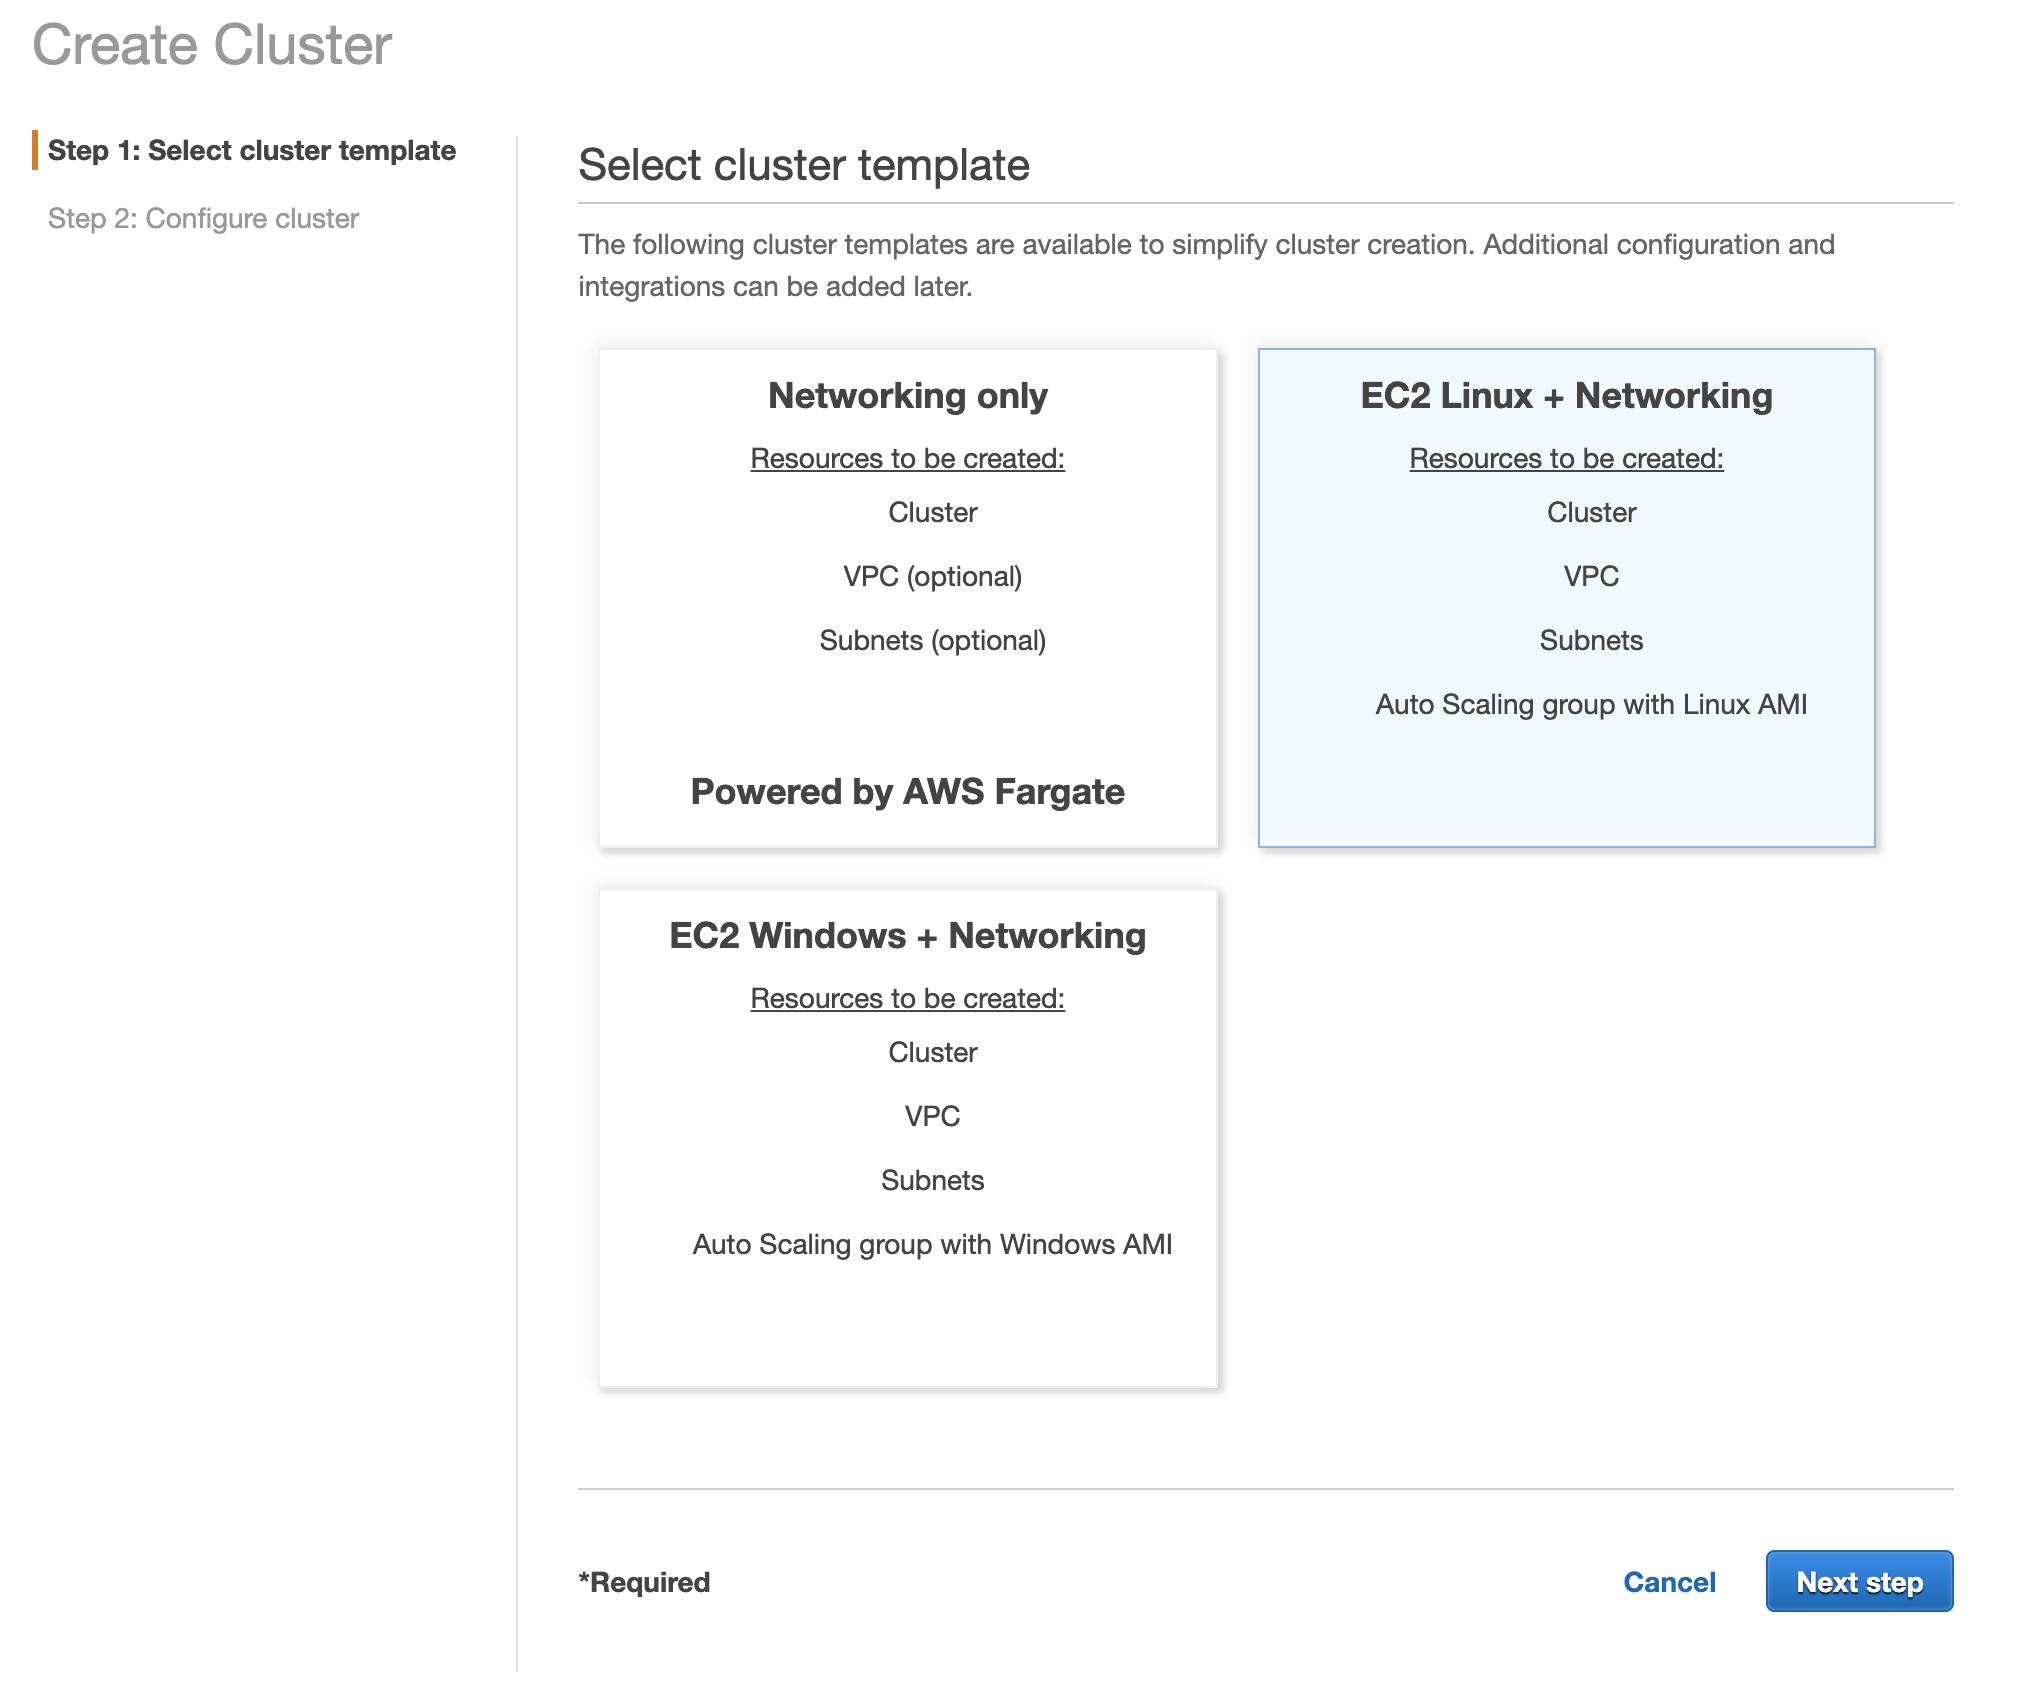 Create Cluster
Step 1: Select cluster template
Step 2: Configure cluster
Select cluster template
The following cluster templates are available to simplify cluster creation. Additional configuration and
integrations can be added later.
Networking only
Resources to be created:
Cluster
VPC (optional)
Subnets (optional)
Powered by AWS Fargate
EC2 Linux + Networking
Resources to be created:
Cluster
VPC
Subnets
Auto Scaling group with Linux AMI
EC2 Windows + Networking
Resources to be created:
Cluster
VPC
Subnets
Auto Scaling group with Windows AMI
*Required
Cancel
Next step